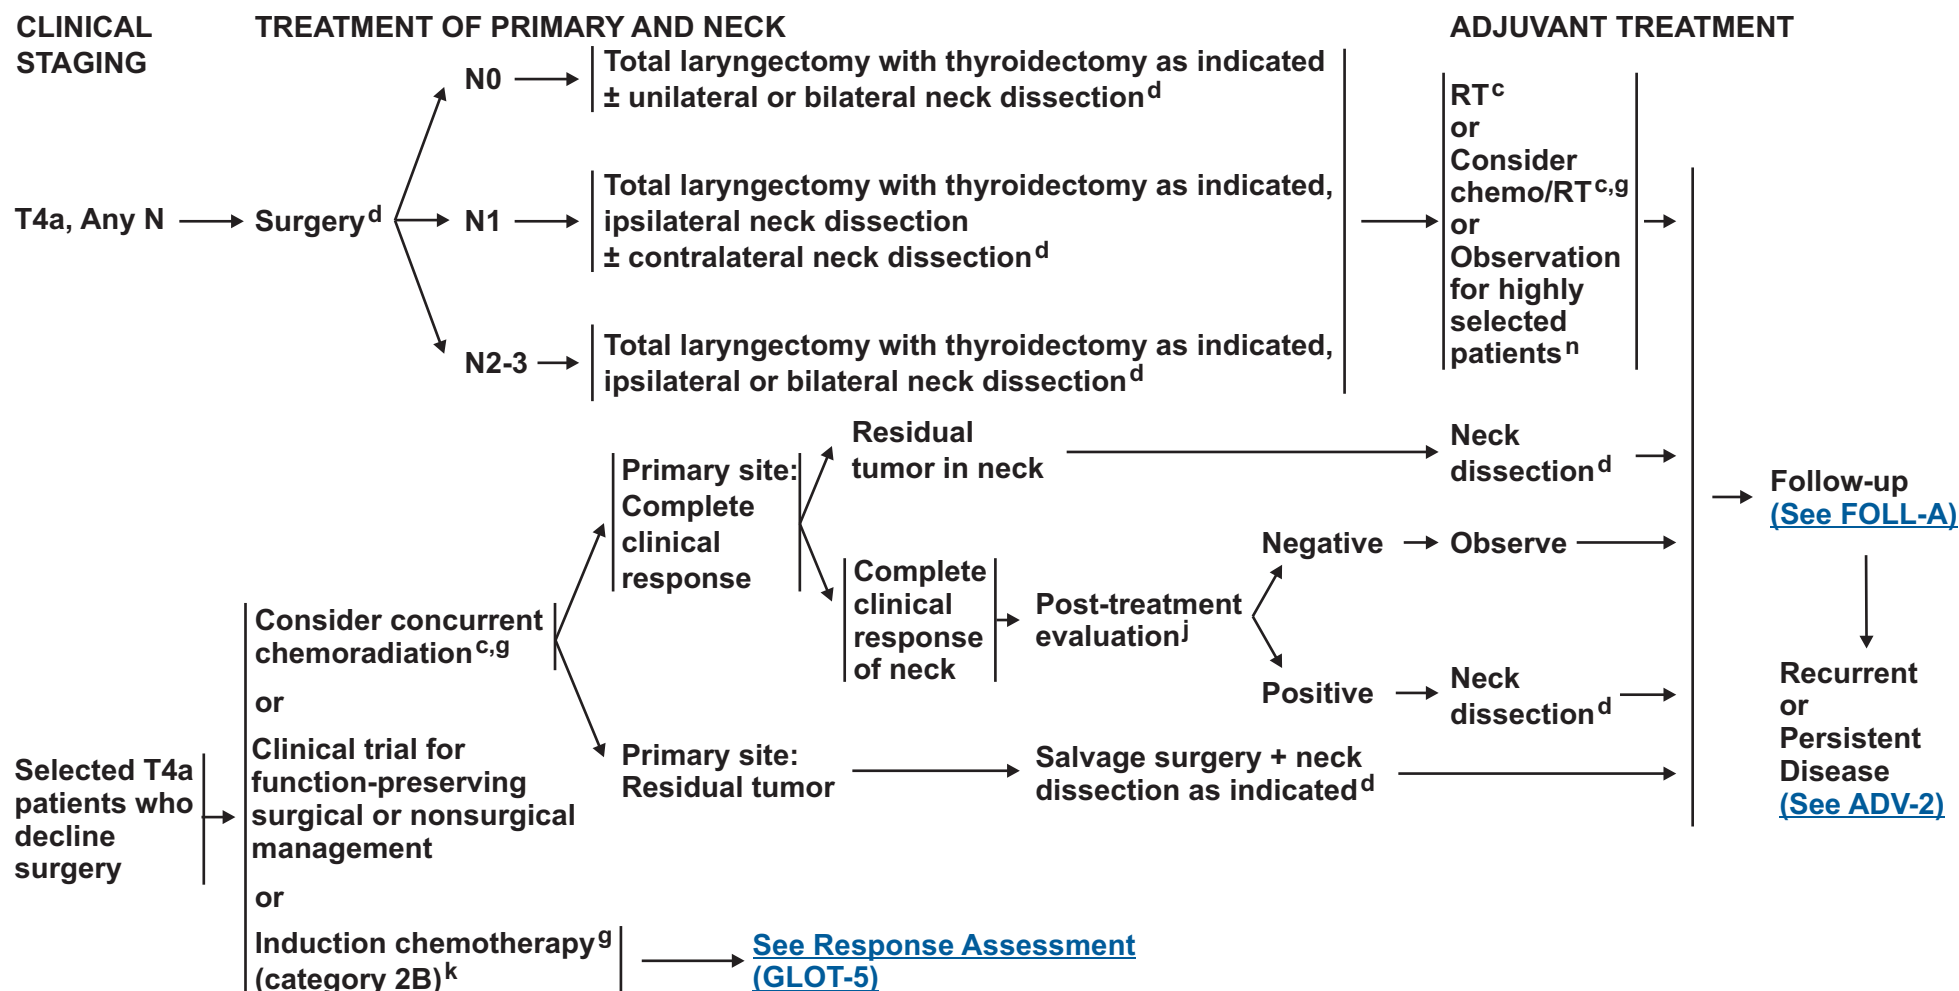 CLINICAL
STAGING
TREATMENT OF PRIMARY AND NECK
ADJUVANT TREATMENT
T4a, Any N
Surgery d
N0
Total laryngectomy with thyroidectomy as indicated
± unilateral or bilateral neck dissection d
N1
Total laryngectomy with thyroidectomy as indicated,
ipsilateral neck dissection
± contralateral neck dissection d
N2-3
Total laryngectomy with thyroidectomy as indicated,
ipsilateral or bilateral neck dissection d
RT c
or
Consider
chemo/RT c,g
or
Observation
for highly
selected
patients n
Selected T4a
patients who
decline
surgery
Consider concurrent
chemoradiation c,g
or
Clinical trial for
function-preserving
surgical or nonsurgical
management
or
Induction chemotherapy g
(category 2B) k
See Response Assessment
(GLOT-5)
Primary site:
Complete
clinical
response
Residual
tumor in neck
Neck
dissection d
Complete
clinical
response
of neck
Post-treatment
evaluation j
Negative
Observe
Positive
Neck
dissection d
Primary site:
Residual tumor
Salvage surgery + neck
dissection as indicated d
Follow-up
(See FOLL-A)
Recurrent
or
Persistent
Disease
(See ADV-2)